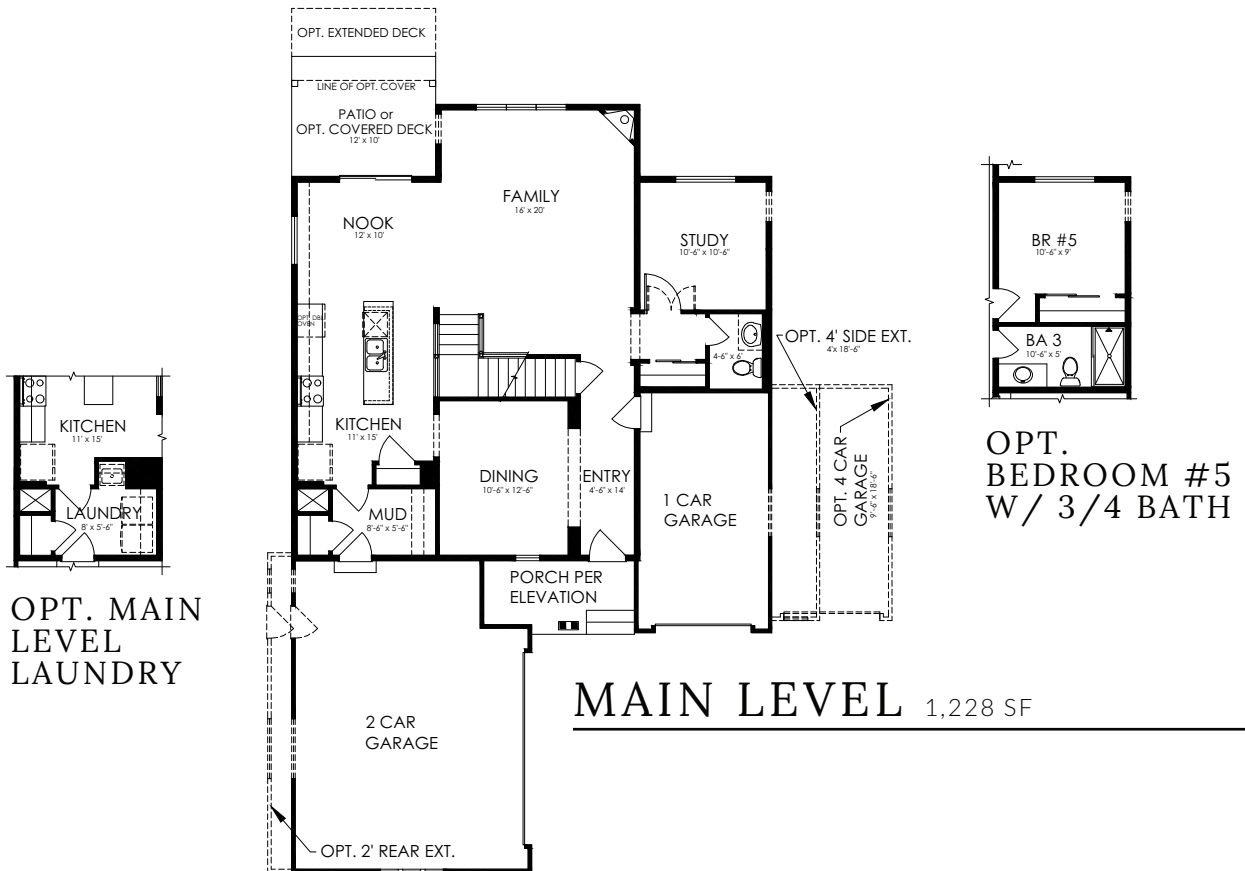 OPT. EXTENDED DECK
LINE OF OPT. COVER
PATIO or
OPT. COVERED DECK
12' x 10'
FAMILY
16' x 20'
NOOK
12' x 10'
STUDY
10'-6" x 10'-6"
OPT. DBL
OVEN
4'-6" x 6'
OPT. 4' SIDE EXT.
4'x 18'-6"
KITCHEN
11' x 15'
DINING
10'-6" x 12'-6"
ENTRY
4'-6" x 14'
1 CAR
GARAGE
OPT. 4 CAR
GARAGE
9'-6" x 18'-6"
MUD
8'-6" x 5'-6"
PORCH PER
ELEVATION
2 CAR
GARAGE
OPT. 2' REAR EXT.
KITCHEN
11' x 15'
LAUNDRY
8' x 5'-6"
OPT. MAIN
LEVEL
LAUNDRY
BR #5
10'-6" x 9'
BA 3
10'-6" x 5'
OPT.
BEDROOM #5
W/ 3/4 BATH
MAIN LEVEL 1,228 SF